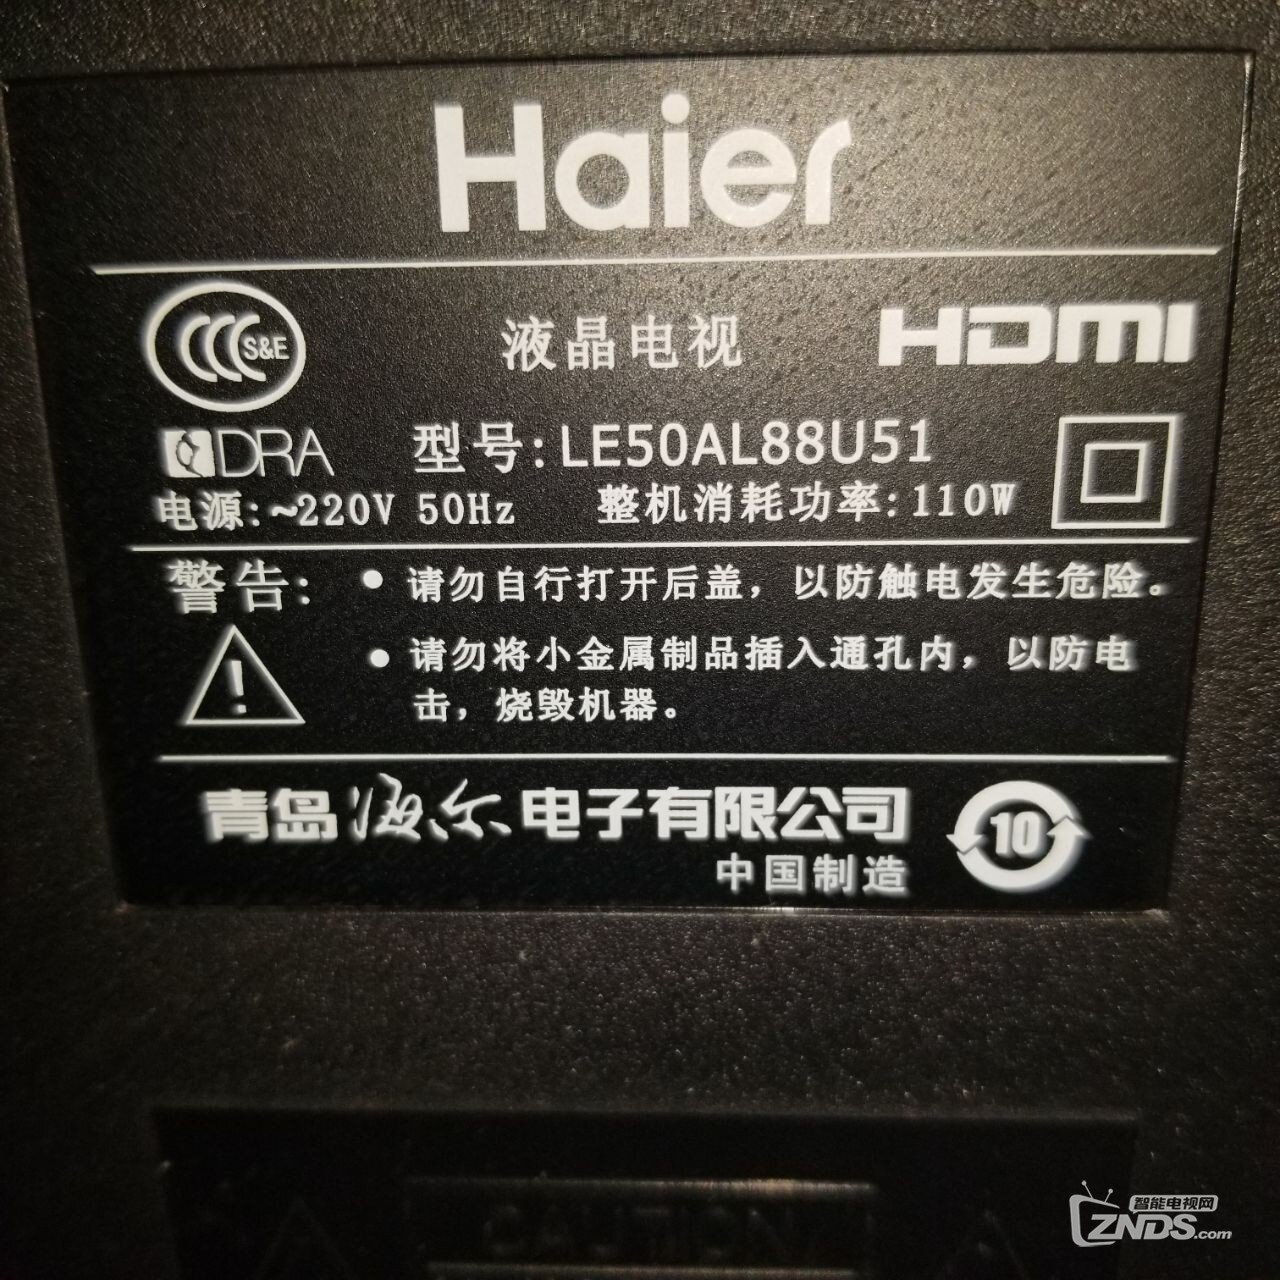 Haier
S&E
液晶电视
HDMI
DRA
型号:LE50AL88U51
电源:~220V 50Hz
整机消耗功率:110W
警告:
• 请勿自行打开后盖，以防触电发生危险。
• 请勿将小金属制品插入通孔内，以防电
击，烧毁机器。
青岛海尔电子有限公司
10
中国制造
CAUTION
智能电视网
ZNDS.com